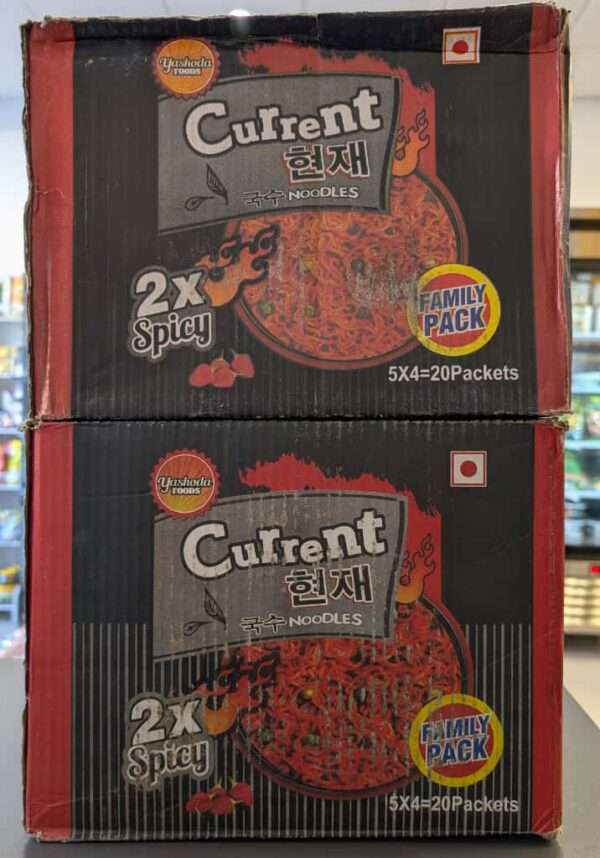 Yashoda
FOODS
Current
현재
국수 NOODLES
2x
Spicy
FAMILY
PACK
5X4=20Packets
Yashoda
FOODS
Current
현재
국수 NOODLES
2x
Spicy
FAMILY
PACK
5X4=20Packets